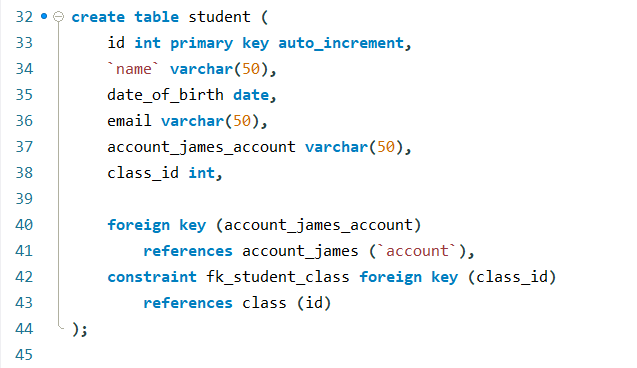 32 create table student (
33 id int primary key auto_increment,
34 `name` varchar(50),
35 date_of_birth date,
36 email varchar(50),
37 account_james_account varchar(50),
38 class_id int,
39
40 foreign key (account_james_account)
41 references account_james (`account`),
42 constraint fk_student_class foreign key (class_id)
43 references class (id)
44 );
45